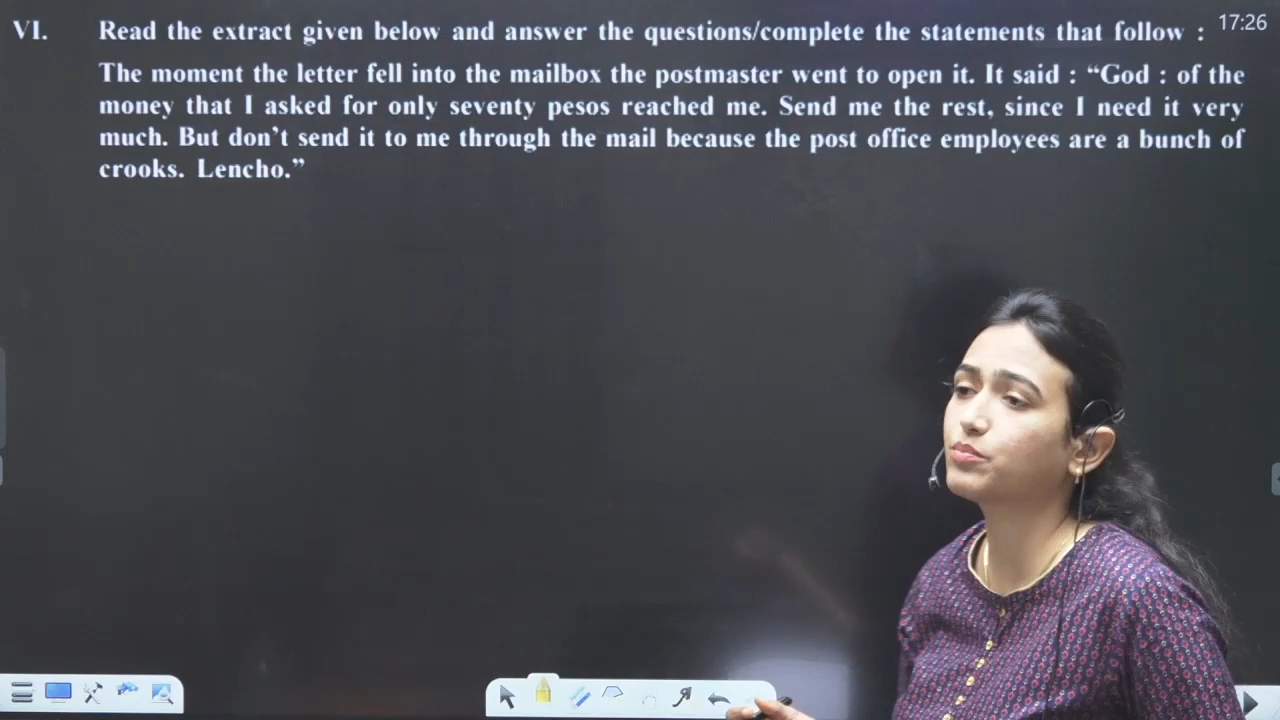 17:26
VI. Read the extract given below and answer the questions/complete the statements that follow :
The moment the letter fell into the mailbox the postmaster went to open it. It said : “God : of the
money that I asked for only seventy pesos reached me. Send me the rest, since I need it very
much. But don’t send it to me through the mail because the post office employees are a bunch of
crooks. Lencho.”